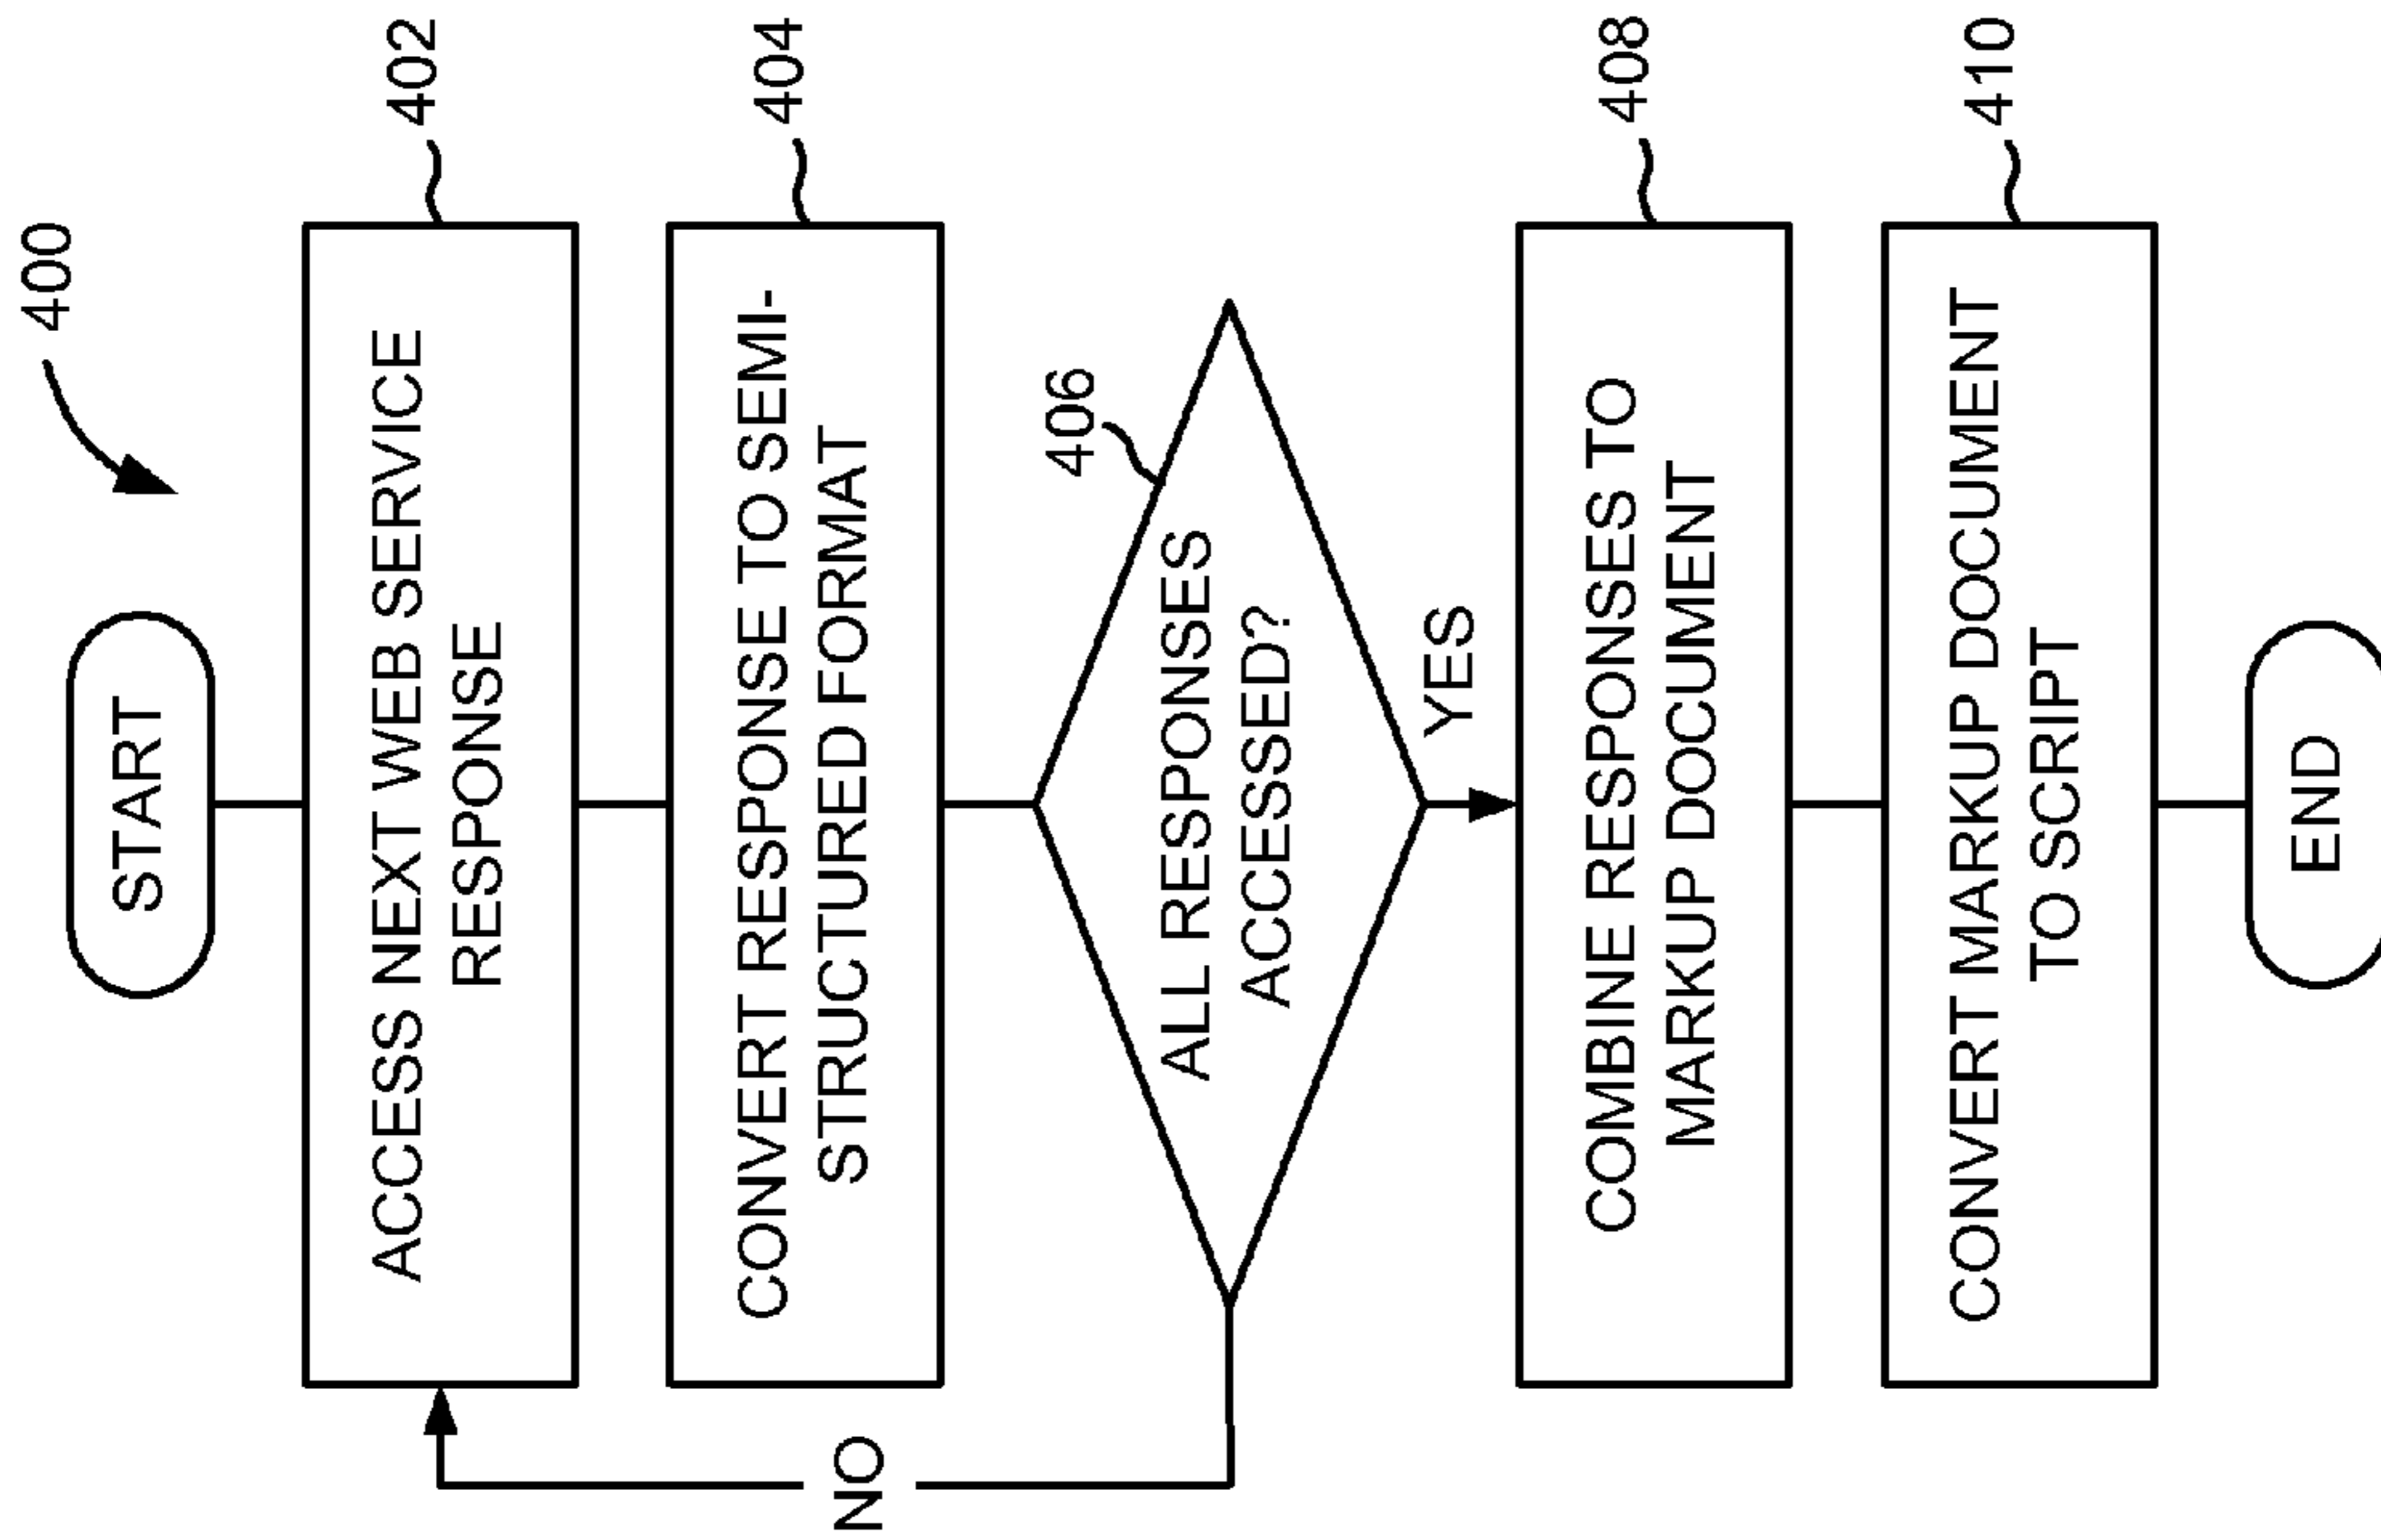 400
START
ACCESS NEXT WEB SERVICE
RESPONSE
402
CONVERT RESPONSE TO SEMI-
STRUCTURED FORMAT
404
406
ALL RESPONSES
ACCESSED?
NO
YES
COMBINE RESPONSES TO
MARKUP DOCUMENT
408
CONVERT MARKUP DOCUMENT
TO SCRIPT
410
END